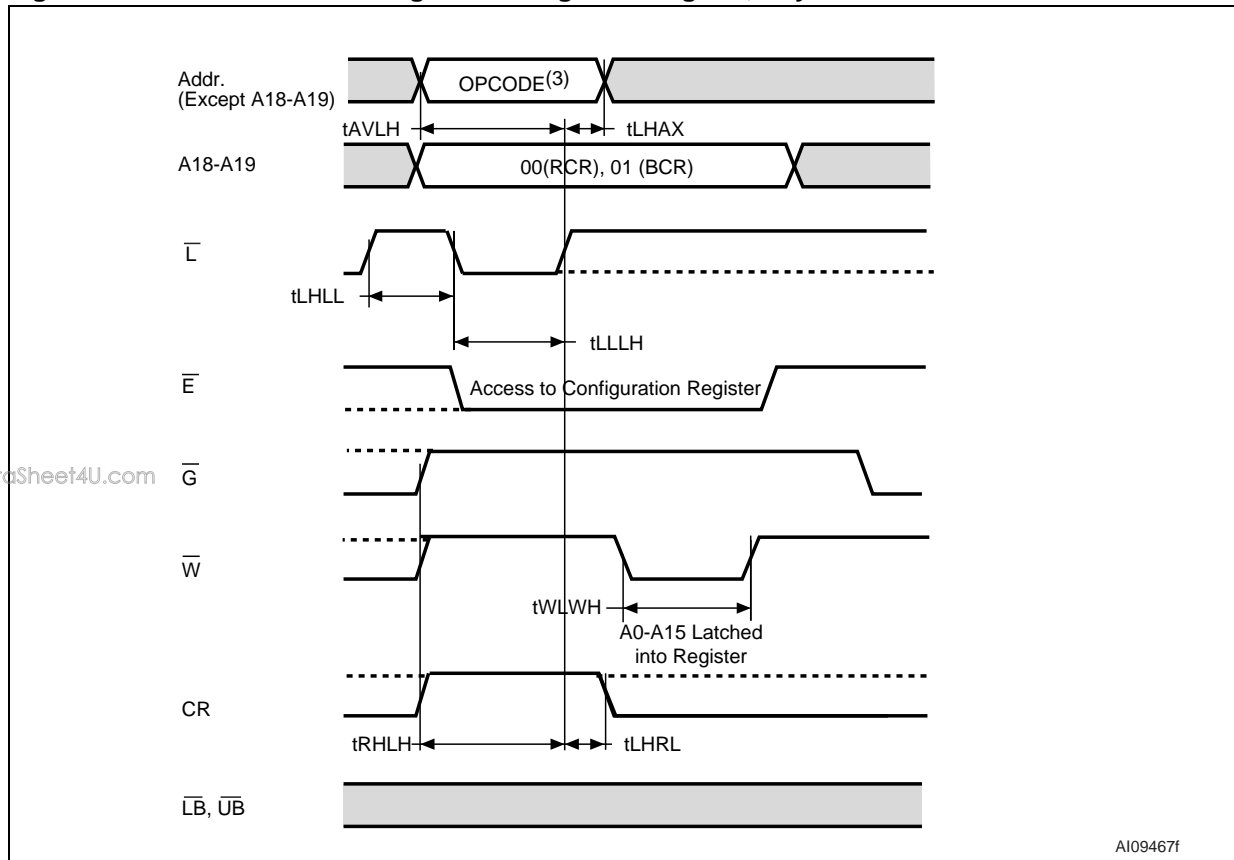 Addr.
(Except A18-A19)
OPCODE(3)
tAVLH
tLHAX
A18-A19
00(RCR), 01 (BCR)
L
tLHLL
tLLLH
E
Access to Configuration Register
aSheet4U.com
G
W
tWLWH
A0-A15 Latched
into Register
CR
tRHLH
tLHRL
LB, UB
AI09467f